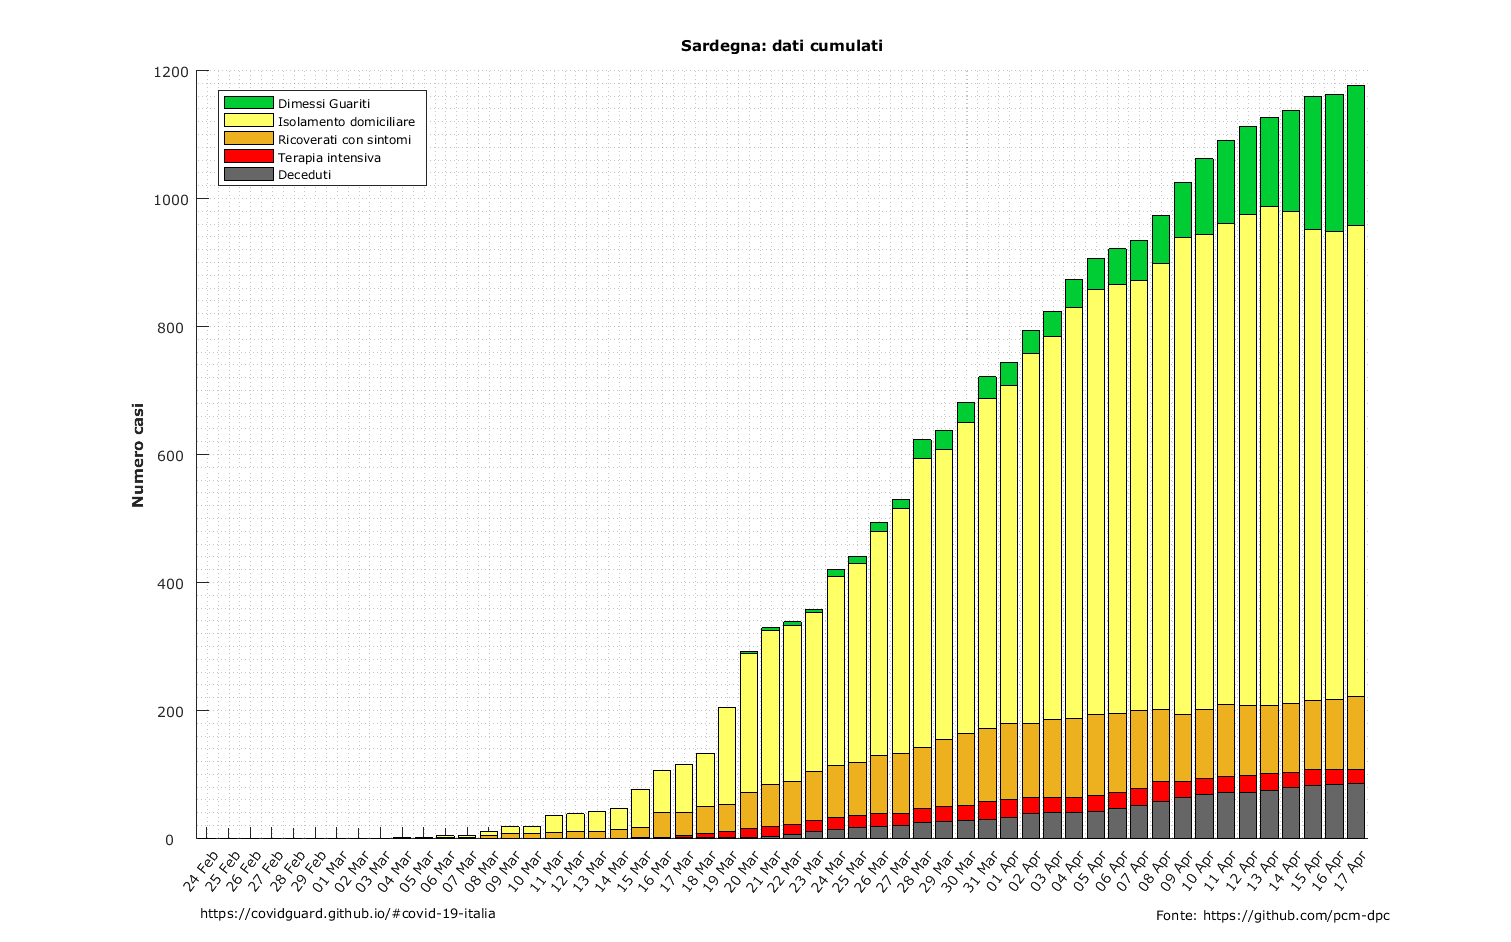 Sardegna: dati cumulati
1200
1000
800
600
400
200
0
Numero casi
Dimessi Guariti
Isolamento domiciliare
Ricoverati con sintomi
Terapia intensiva
Deceduti
24 Feb
25 Feb
26 Feb
27 Feb
28 Feb
29 Feb
01 Mar
02 Mar
03 Mar
04 Mar
05 Mar
06 Mar
07 Mar
08 Mar
09 Mar
10 Mar
11 Mar
12 Mar
13 Mar
14 Mar
15 Mar
16 Mar
17 Mar
18 Mar
19 Mar
20 Mar
21 Mar
22 Mar
23 Mar
24 Mar
25 Mar
26 Mar
27 Mar
28 Mar
29 Mar
30 Mar
31 Mar
01 Apr
02 Apr
03 Apr
04 Apr
05 Apr
06 Apr
07 Apr
08 Apr
09 Apr
10 Apr
11 Apr
12 Apr
13 Apr
14 Apr
15 Apr
16 Apr
17 Apr
https://covidguard.github.io/#covid-19-italia
Fonte: https://github.com/pcm-dpc